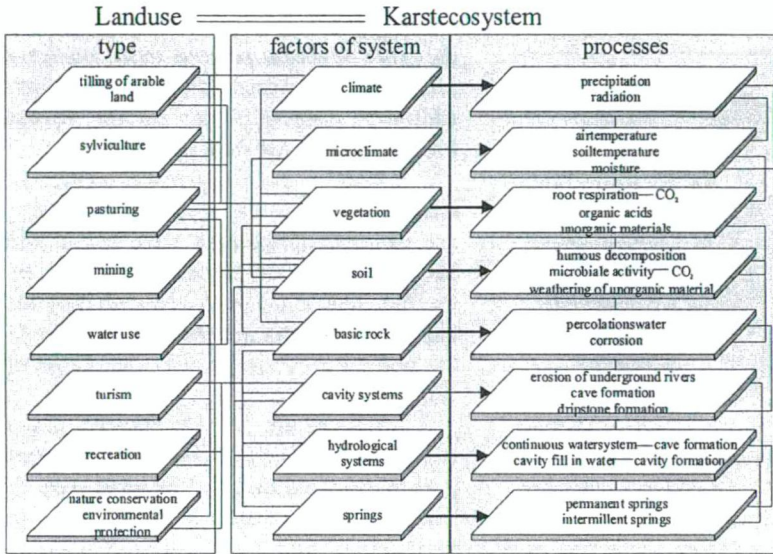 Landuse Karstecosystem
type
factors of system
processes
tilling of arable
land
sylviculture
pasturing
mining
water use
turism
recreation
nature conservation
environmental
protection
climate
microclimate
vegetation
soil
basic rock
cavity systems
hydrological
systems
springs
precipitation
radiation
airtemperature
soiltemperature
moisture
root respiration—CO₂
organic acids
unorganic materials
humous decomposition
microbiale activity—CO₂
weathering of unorganic material
percolationswater
corrosion
erosion of underground rivers
cave formation
dripstone formation
continuous watersystem—cave formation
cavity fill in water—cavity formation
permanent springs
intermillent springs